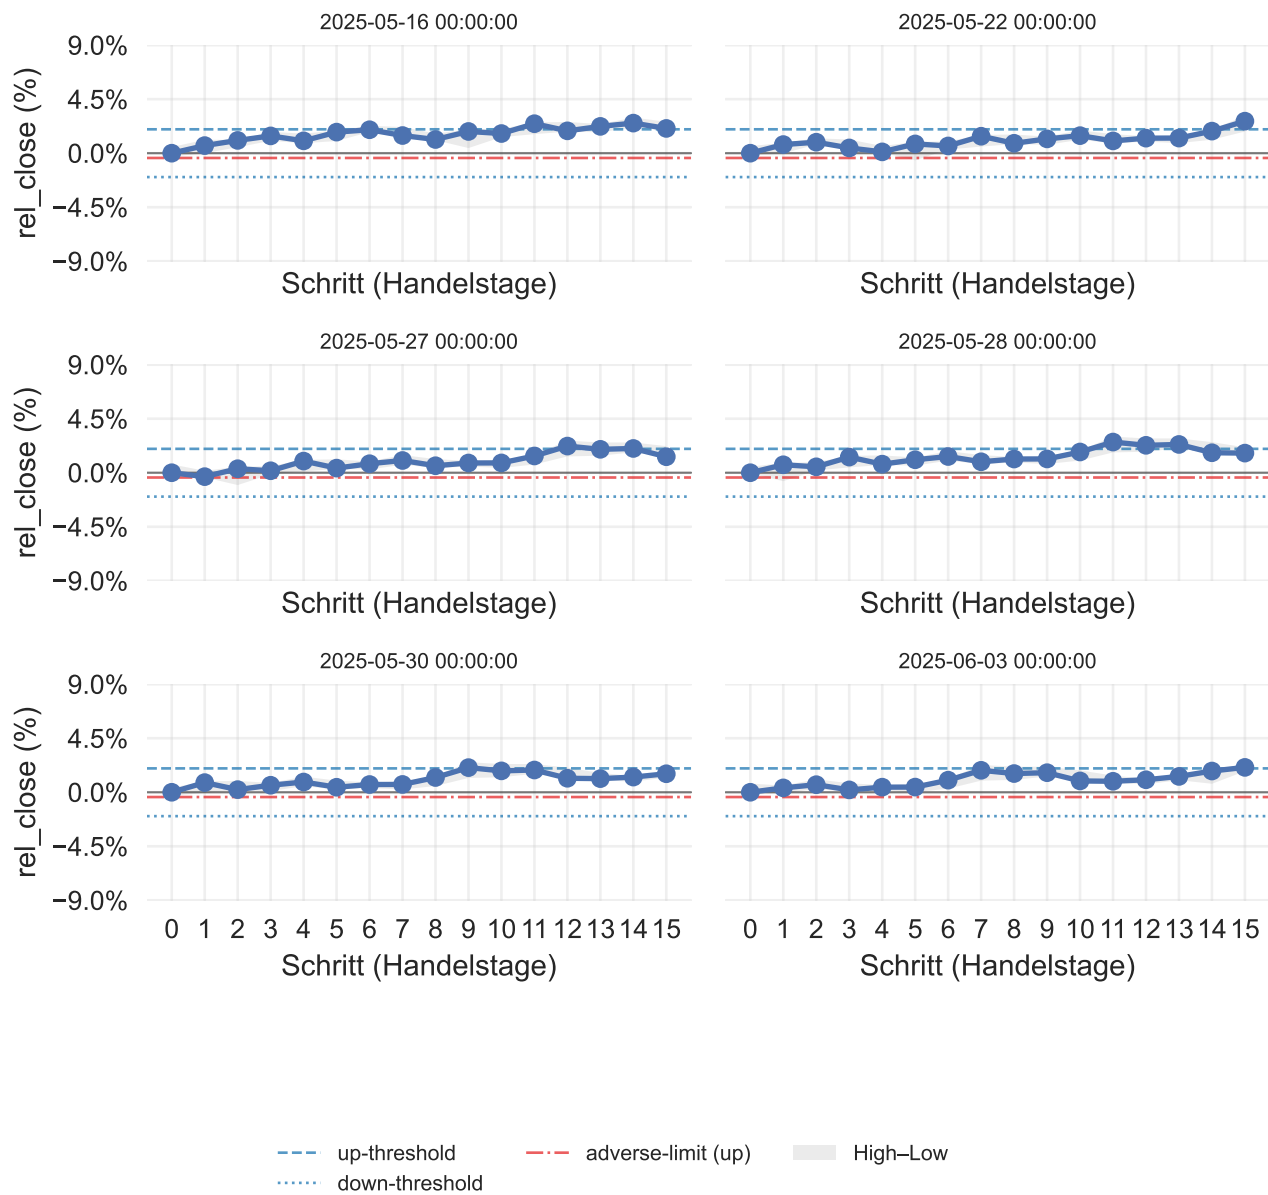 2025-05-16 00:00:00
2025-05-22 00:00:00
9.0%
4.5%
0.0%
−4.5%
−9.0%
rel_close (%)
Schritt (Handelstage)
Schritt (Handelstage)
2025-05-27 00:00:00
2025-05-28 00:00:00
9.0%
4.5%
0.0%
−4.5%
−9.0%
rel_close (%)
Schritt (Handelstage)
Schritt (Handelstage)
2025-05-30 00:00:00
2025-06-03 00:00:00
9.0%
4.5%
0.0%
−4.5%
−9.0%
rel_close (%)
0 1 2 3 4 5 6 7 8 9 10 11 12 13 14 15
0 1 2 3 4 5 6 7 8 9 10 11 12 13 14 15
Schritt (Handelstage)
Schritt (Handelstage)
up-threshold
down-threshold
adverse-limit (up)
High–Low